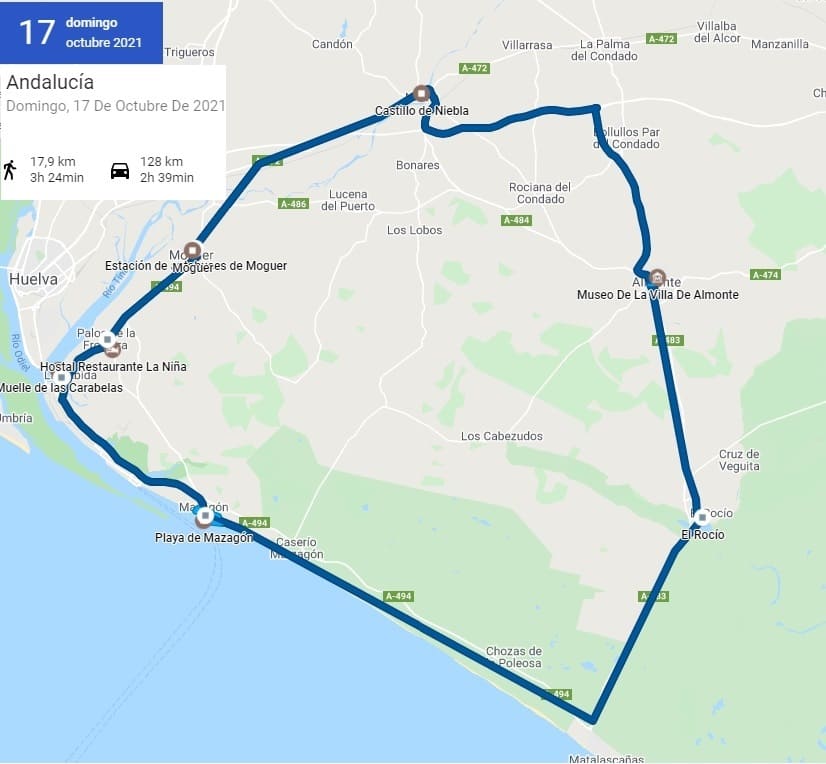 17
domingo
octubre 2021
Andalucía
Domingo, 17 De Octubre De 2021
17,9 km
3h 24min
128 km
2h 39min
Trigueros
Candón
Villarrasa
La Palma
del Condado
A-472
Villalba
del Alcor
Manzanilla
A-472
Castillo de Niebla
Bollullos Par
del Condado
Bonares
Rociana del
Condado
Lucena
del Puerto
A-486
A-484
Los Lobos
Moguer
Estación de
de Moguer
Moguer
Huelva
Río Tinto
A-494
A-474
Almonte
Museo De La Villa De Almonte
A-483
Palos de la
Frontera
Río Odiel
Hostal Restaurante La Niña
La Rábida
Muelle de las Carabelas
Los Cabezudos
Cruz de
Veguita
Mazagón
A-494
Playa de Mazagón
Caserío
Mazagón
El Rocío
El Rocío
A-494
A-483
Chozas de
la Poleosa
A-494
Matalascañas